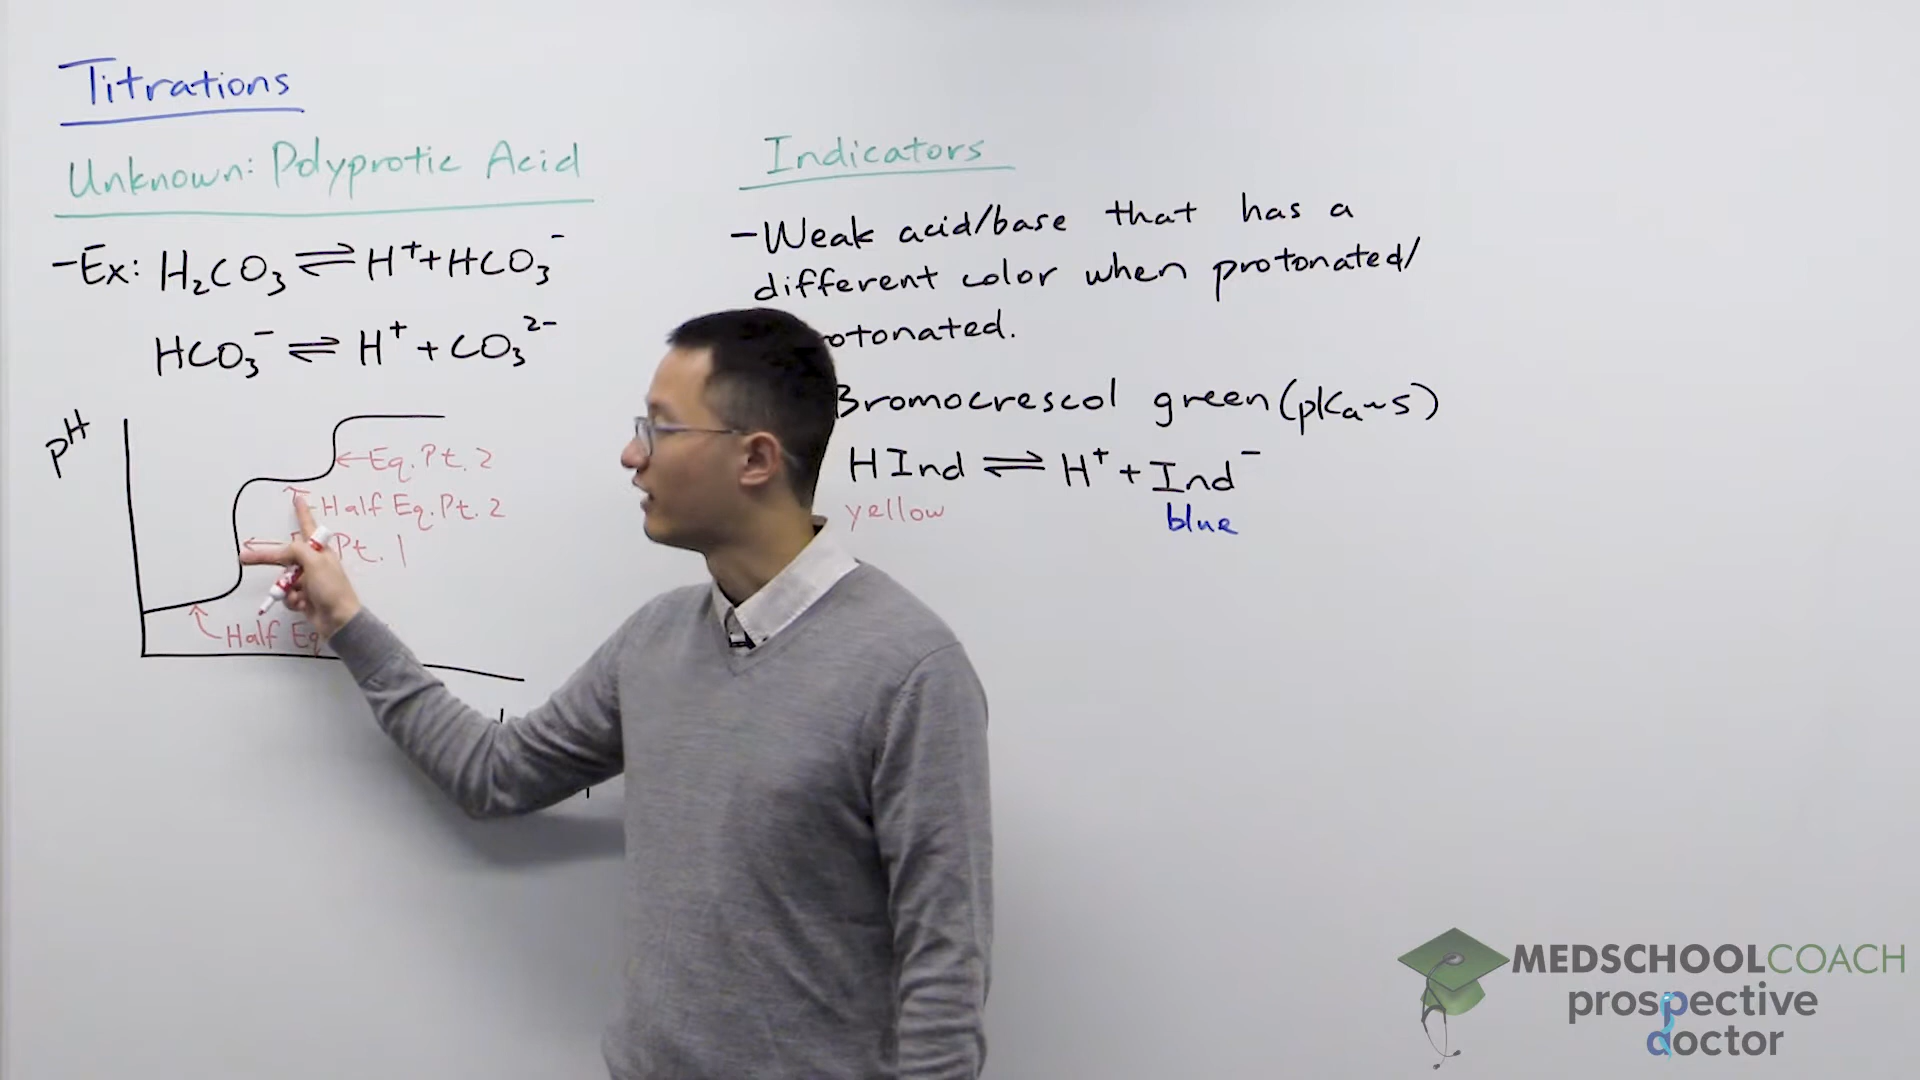 Titrations
Unknown: Polyprotic Acid
-Ex: H₂CO₃ ⇌ H⁺+HCO₃⁻
HCO₃⁻ ⇌ H⁺ + CO₃²⁻
pH
←Eq.Pt. 2
Half Eq.Pt. 2
Pt. 1
Half Eq
Indicators
-Weak acid/base that has a
different color when protonated/
otonated.
Bromocrescol green (pKa~5)
HInd ⇌ H⁺ + Ind⁻
yellow blue
MEDSCHOOLCOACH
prospective
doctor